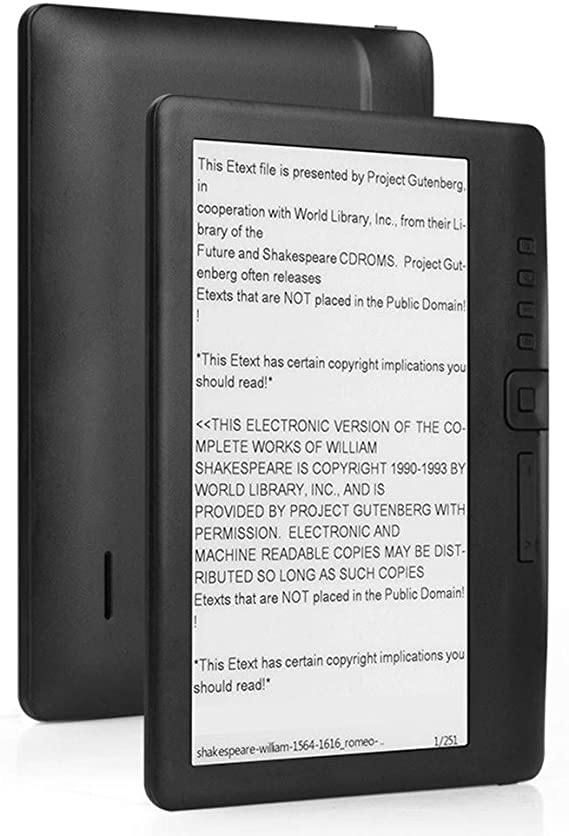 This Etext file is presented by Project Gutenberg,
in
cooperation with World Library, Inc., from their Li-
brary of the
Future and Shakespeare CDROMS.  Project Gut-
enberg often releases
Etexts that are NOT placed in the Public Domain!
!
*This Etext has certain copyright implications you
should read!*
<<THIS ELECTRONIC VERSION OF THE CO-
MPLETE WORKS OF WILLIAM
SHAKESPEARE IS COPYRIGHT 1990-1993 BY
WORLD LIBRARY, INC., AND IS
PROVIDED BY PROJECT GUTENBERG WITH
PERMISSION.  ELECTRONIC AND
MACHINE READABLE COPIES MAY BE DIST-
RIBUTED SO LONG AS SUCH COPIES
Etexts that are NOT placed in the Public Domain!
!
*This Etext has certain copyright implications you
should read!*
shakespeare-william-1564-1616_romeo-.. 1/251